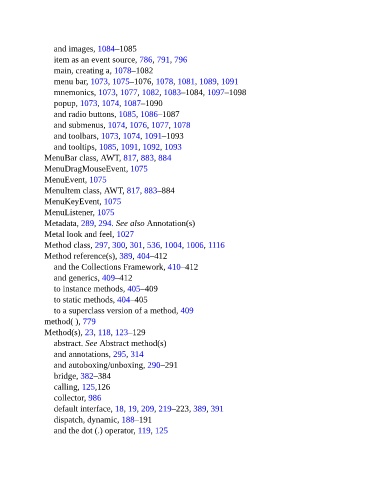 and images, 1084–1085
item as an event source, 786, 791, 796
main, creating a, 1078–1082
menu bar, 1073, 1075–1076, 1078, 1081, 1089, 1091
mnemonics, 1073, 1077, 1082, 1083–1084, 1097–1098
popup, 1073, 1074, 1087–1090
and radio buttons, 1085, 1086–1087
and submenus, 1074, 1076, 1077, 1078
and toolbars, 1073, 1074, 1091–1093
and tooltips, 1085, 1091, 1092, 1093
MenuBar class, AWT, 817, 883, 884
MenuDragMouseEvent, 1075
MenuEvent, 1075
MenuItem class, AWT, 817, 883–884
MenuKeyEvent, 1075
MenuListener, 1075
Metadata, 289, 294. See also Annotation(s)
Metal look and feel, 1027
Method class, 297, 300, 301, 536, 1004, 1006, 1116
Method reference(s), 389, 404–412
and the Collections Framework, 410–412
and generics, 409–412
to instance methods, 405–409
to static methods, 404–405
to a superclass version of a method, 409
method( ), 779
Method(s), 23, 118, 123–129
abstract. See Abstract method(s)
and annotations, 295, 314
and autoboxing/unboxing, 290–291
bridge, 382–384
calling, 125,126
collector, 986
default interface, 18, 19, 209, 219–223, 389, 391
dispatch, dynamic, 188–191
and the dot (.) operator, 119, 125